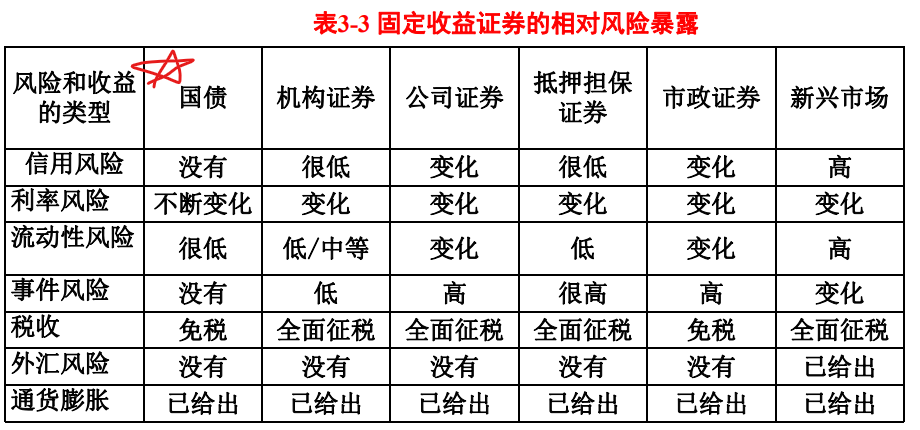 表3-3 固定收益证券的相对风险暴露
风险和收益的类型 国债 机构证券 公司证券 抵押担保证券 市政证券 新兴市场
信用风险 没有 很低 变化 很低 变化 高
利率风险 不断变化 变化 变化 变化 变化 变化
流动性风险 很低 低/中等 变化 低 变化 高
事件风险 没有 低 高 很高 高 变化
税收 免税 全面征税 全面征税 全面征税 免税 全面征税
外汇风险 没有 没有 没有 没有 没有 已给出
通货膨胀 已给出 已给出 已给出 已给出 已给出 已给出